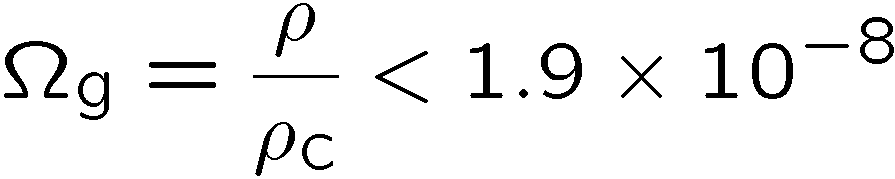 Ω_g = ρ/ρ_c < 1.9 × 10^−8